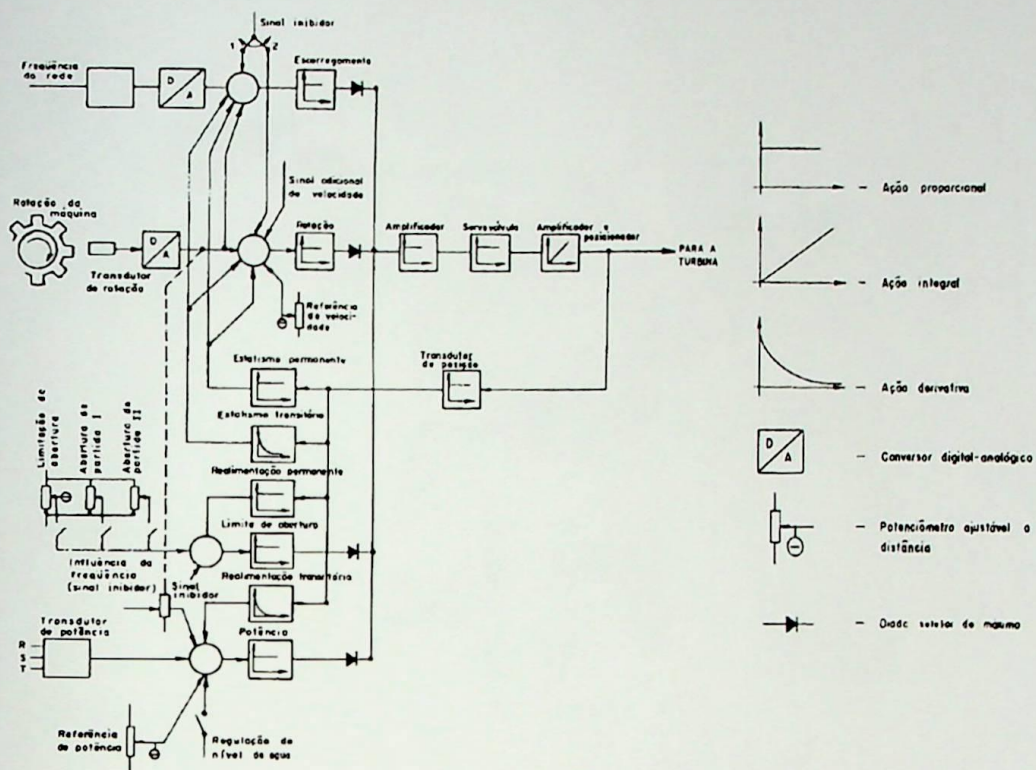 Sinal inibidor
1 2
Frequência
da rede
D
A
Escorregamento
Sinal adicional
de velocidade
Rotação da
máquina
D
A
Transdutor
de rotação
Rotação
Amplificador
Servoválvula
Amplificador e
posicionador
PARA A
TURBINA
Referência
de veloci-
dade
Estatismo permanente
Transdutor
de posição
Estatismo transitório
Limitação de
abertura
Abertura de
partida I
Abertura de
partida II
Realimentação permanente
Limite de abertura
Influência da
frequência
(sinal inibidor)
Sinal
inibidor
Realimentação transitória
Transdutor
de potência
R
S
T
Potência
Referência
de potência
Regulação de
nível de água
- Ação proporcional
- Ação integral
- Ação derivativa
D
A
- Conversor digital-analógico
- Potenciômetro ajustável a
distância
- Diodo seletor de máximo